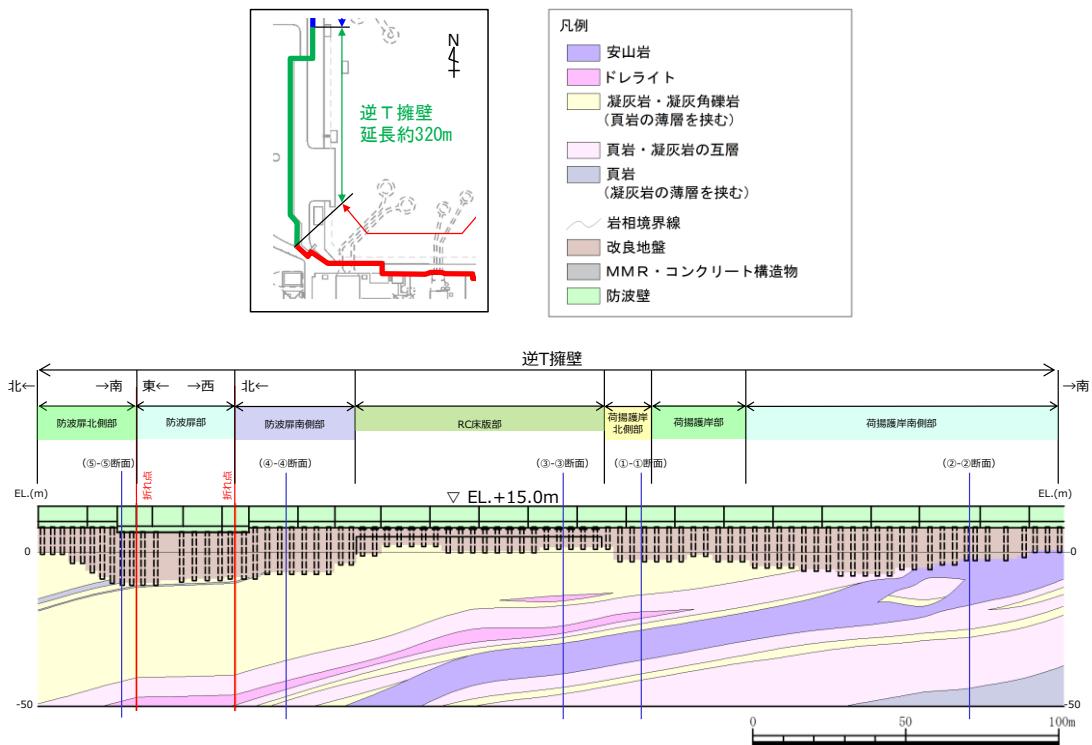 N
逆T擁壁
延長約320m
凡例
安山岩
ドレライト
凝灰岩・凝灰角礫岩
(真岩の薄層を挟む)
頁岩・凝灰岩の互層
頁岩
(凝灰岩の薄層を挟む)
岩相境界線
改良地盤
MMR・コンクリート構造物
防波壁
逆T擁壁
北← →南 東← →西 北← →南
防波扉北側部 防波扉部 防波扉南側部 RC床版部 荷揚護岸 荷揚護岸部 荷揚護岸南側部
北側部
(⑤-⑤断面) (④-④断面) (③-③断面) (①-①断面) (②-②断面)
折れ点 折れ点
EL.(m) ▽ EL.+15.0m EL.(m)
0 0
-50 -50
0 50 100m